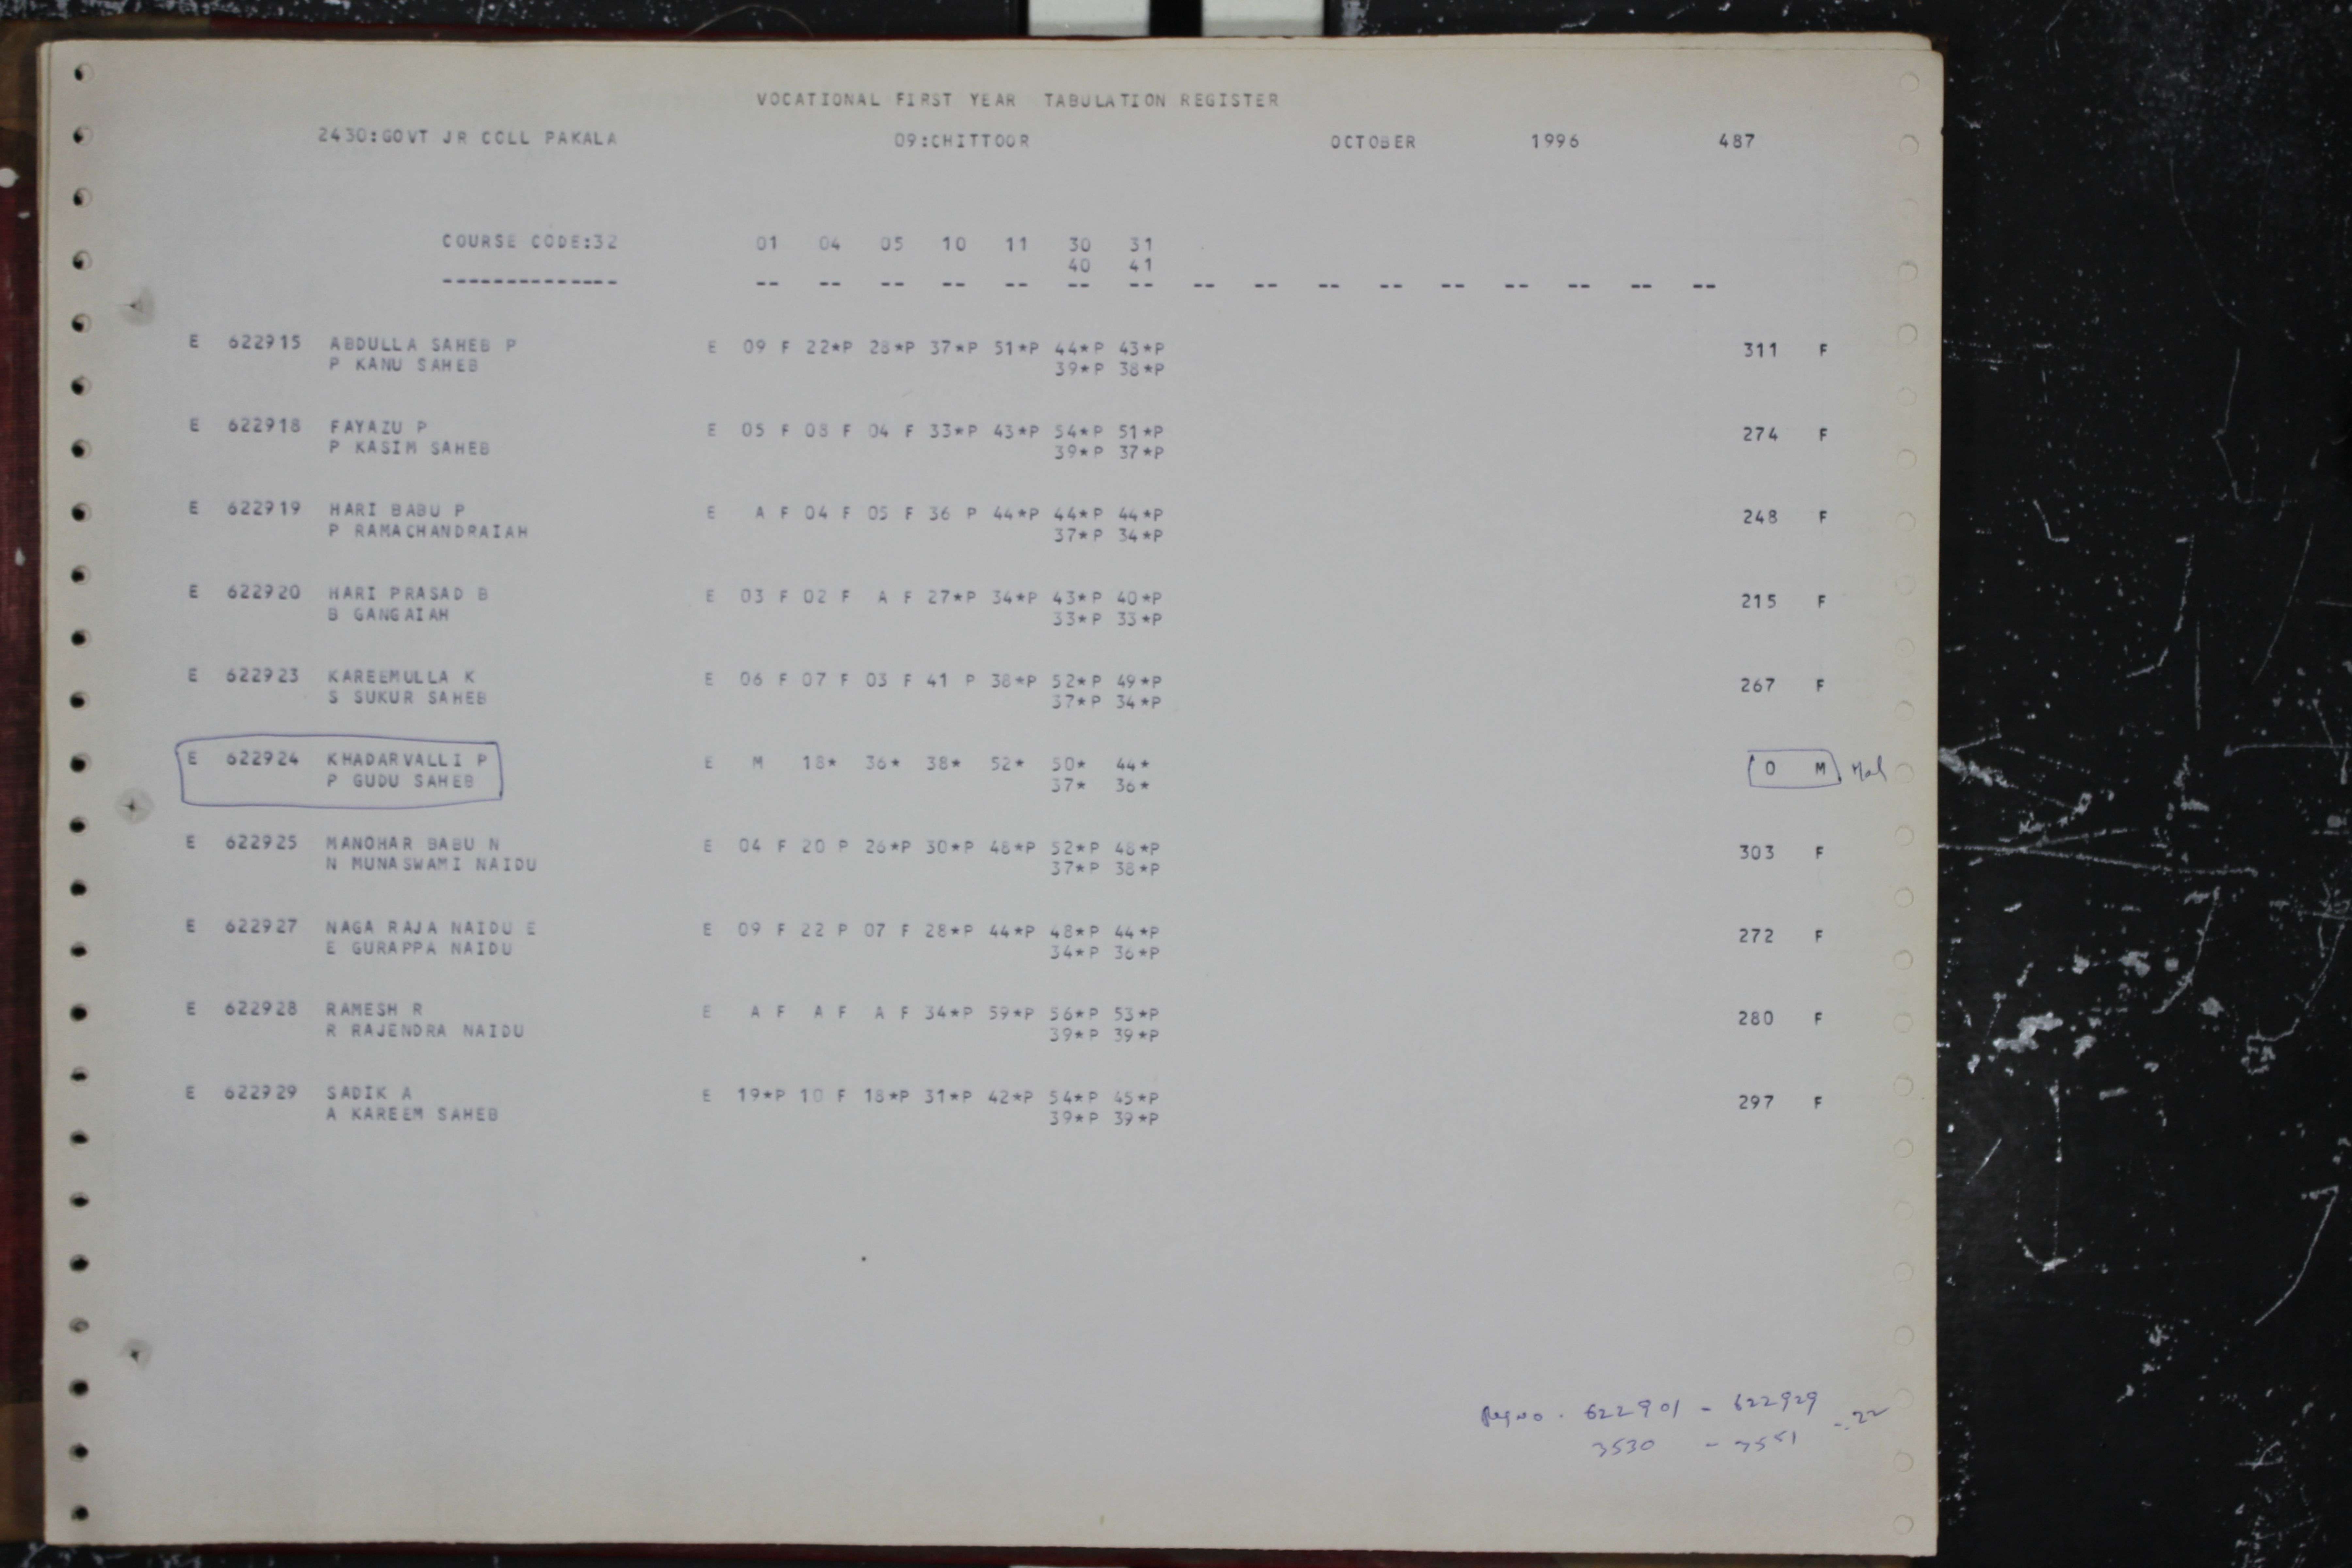 VOCATIONAL FIRST YEAR TABULATION REGISTER
2430:GOVT JR COLL PAKALA 09:CHITTOOR OCTOBER 1996 487
COURSE CODE:32 01 04 05 10 11 30 31
40 41
-------------- -- -- -- -- -- -- -- -- -- -- -- -- -- -- -- --
E 622915 ABDULLA SAHEB P E 09 F 22*P 28*P 37*P 51*P 44*P 43*P 311 F
P KANU SAHEB 39*P 38*P
E 622918 FAYAZU P E 05 F 08 F 04 F 33*P 43*P 54*P 51*P 274 F
P KASIM SAHEB 39*P 37*P
E 622919 HARI BABU P E A F 04 F 05 F 36 P 44*P 44*P 44*P 248 F
P RAMACHANDRAIAH 37*P 34*P
E 622920 HARI PRASAD B E 03 F 02 F A F 27*P 34*P 43*P 40*P 215 F
B GANGAIAH 33*P 33*P
E 622923 KAREEMULLA K E 06 F 07 F 03 F 41 P 38*P 52*P 49*P 267 F
S SUKUR SAHEB 37*P 34*P
E 622924 KHADARVALLI P E M 18* 36* 38* 52* 50* 44* 0 M Mal
P GUDU SAHEB 37* 36*
E 622925 MANOHAR BABU N E 04 F 20 P 26*P 30*P 48*P 52*P 48*P 303 F
N MUNASWAMI NAIDU 37*P 38*P
E 622927 NAGA RAJA NAIDU E E 09 F 22 P 07 F 28*P 44*P 48*P 44*P 272 F
E GURAPPA NAIDU 34*P 36*P
E 622928 RAMESH R E A F A F A F 34*P 59*P 56*P 53*P 280 F
R RAJENDRA NAIDU 39*P 39*P
E 622929 SADIK A E 19*P 10 F 18*P 31*P 42*P 54*P 45*P 297 F
A KAREEM SAHEB 39*P 39*P
Regno. 622901 - 622929 - 22
3530 - 3551